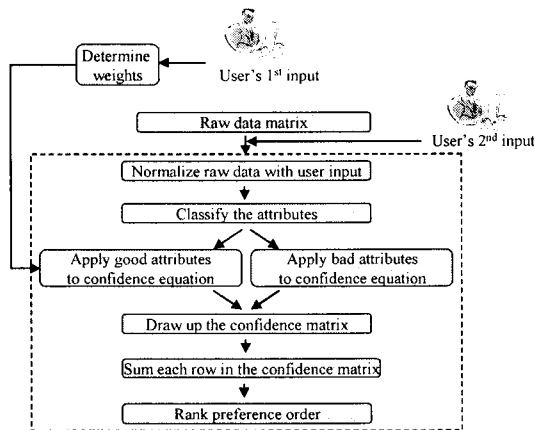 Determine
weights
User's 1st input
Raw data matrix
User's 2nd input
Normalize raw data with user input
Classify the attributes
Apply good attributes
to confidence equation
Apply bad attributes
to confidence equation
Draw up the confidence matrix
Sum each row in the confidence matrix
Rank preference order